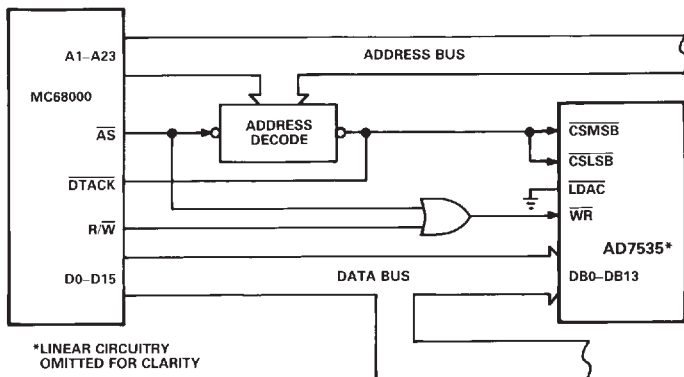 A1–A23
ADDRESS BUS
MC68000
AS
ADDRESS
DECODE
CSMSB
CSLSB
DTACK
LDAC
R/W
WR
AD7535*
D0–D15
DATA BUS
DB0–DB13
*LINEAR CIRCUITRY
OMITTED FOR CLARITY